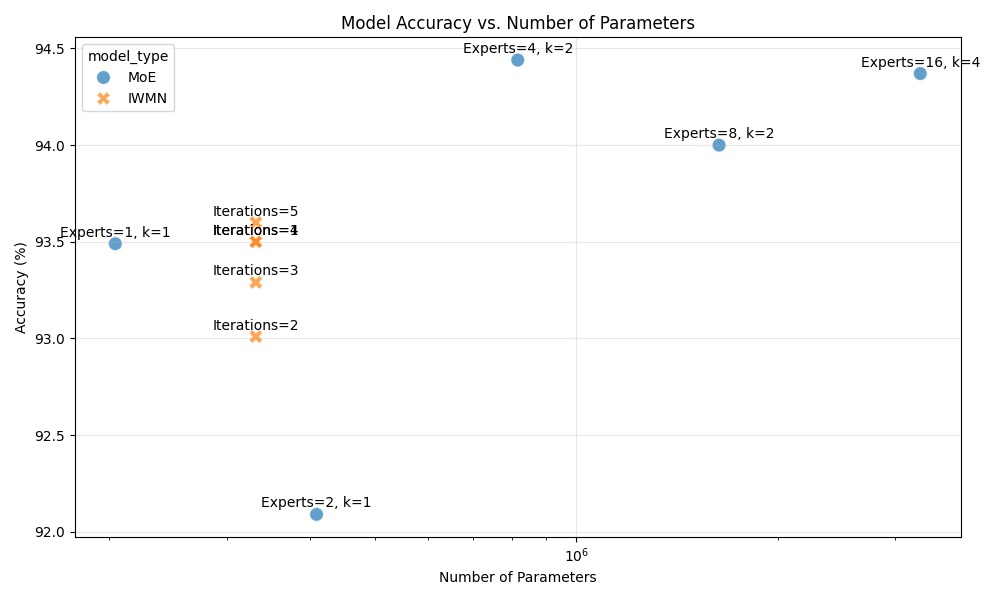 Model Accuracy vs. Number of Parameters
model_type
MoE
IWMN
Experts=4, k=2
Experts=16, k=4
Experts=8, k=2
Experts=1, k=1
Iterations=5
Iterations=3
Iterations=2
Experts=2, k=1
94.5
94.0
93.5
93.0
92.5
92.0
Accuracy (%)
10⁶
Number of Parameters